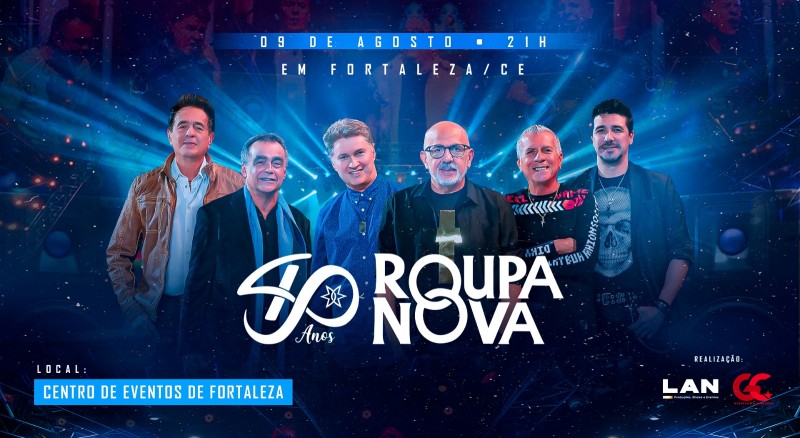 09 DE AGOSTO • 21H
EM FORTALEZA/CE
40
Anos
ROUPA
NOVA
LOCAL:
CENTRO DE EVENTOS DE FORTALEZA
REALIZAÇÃO:
LAN
GC